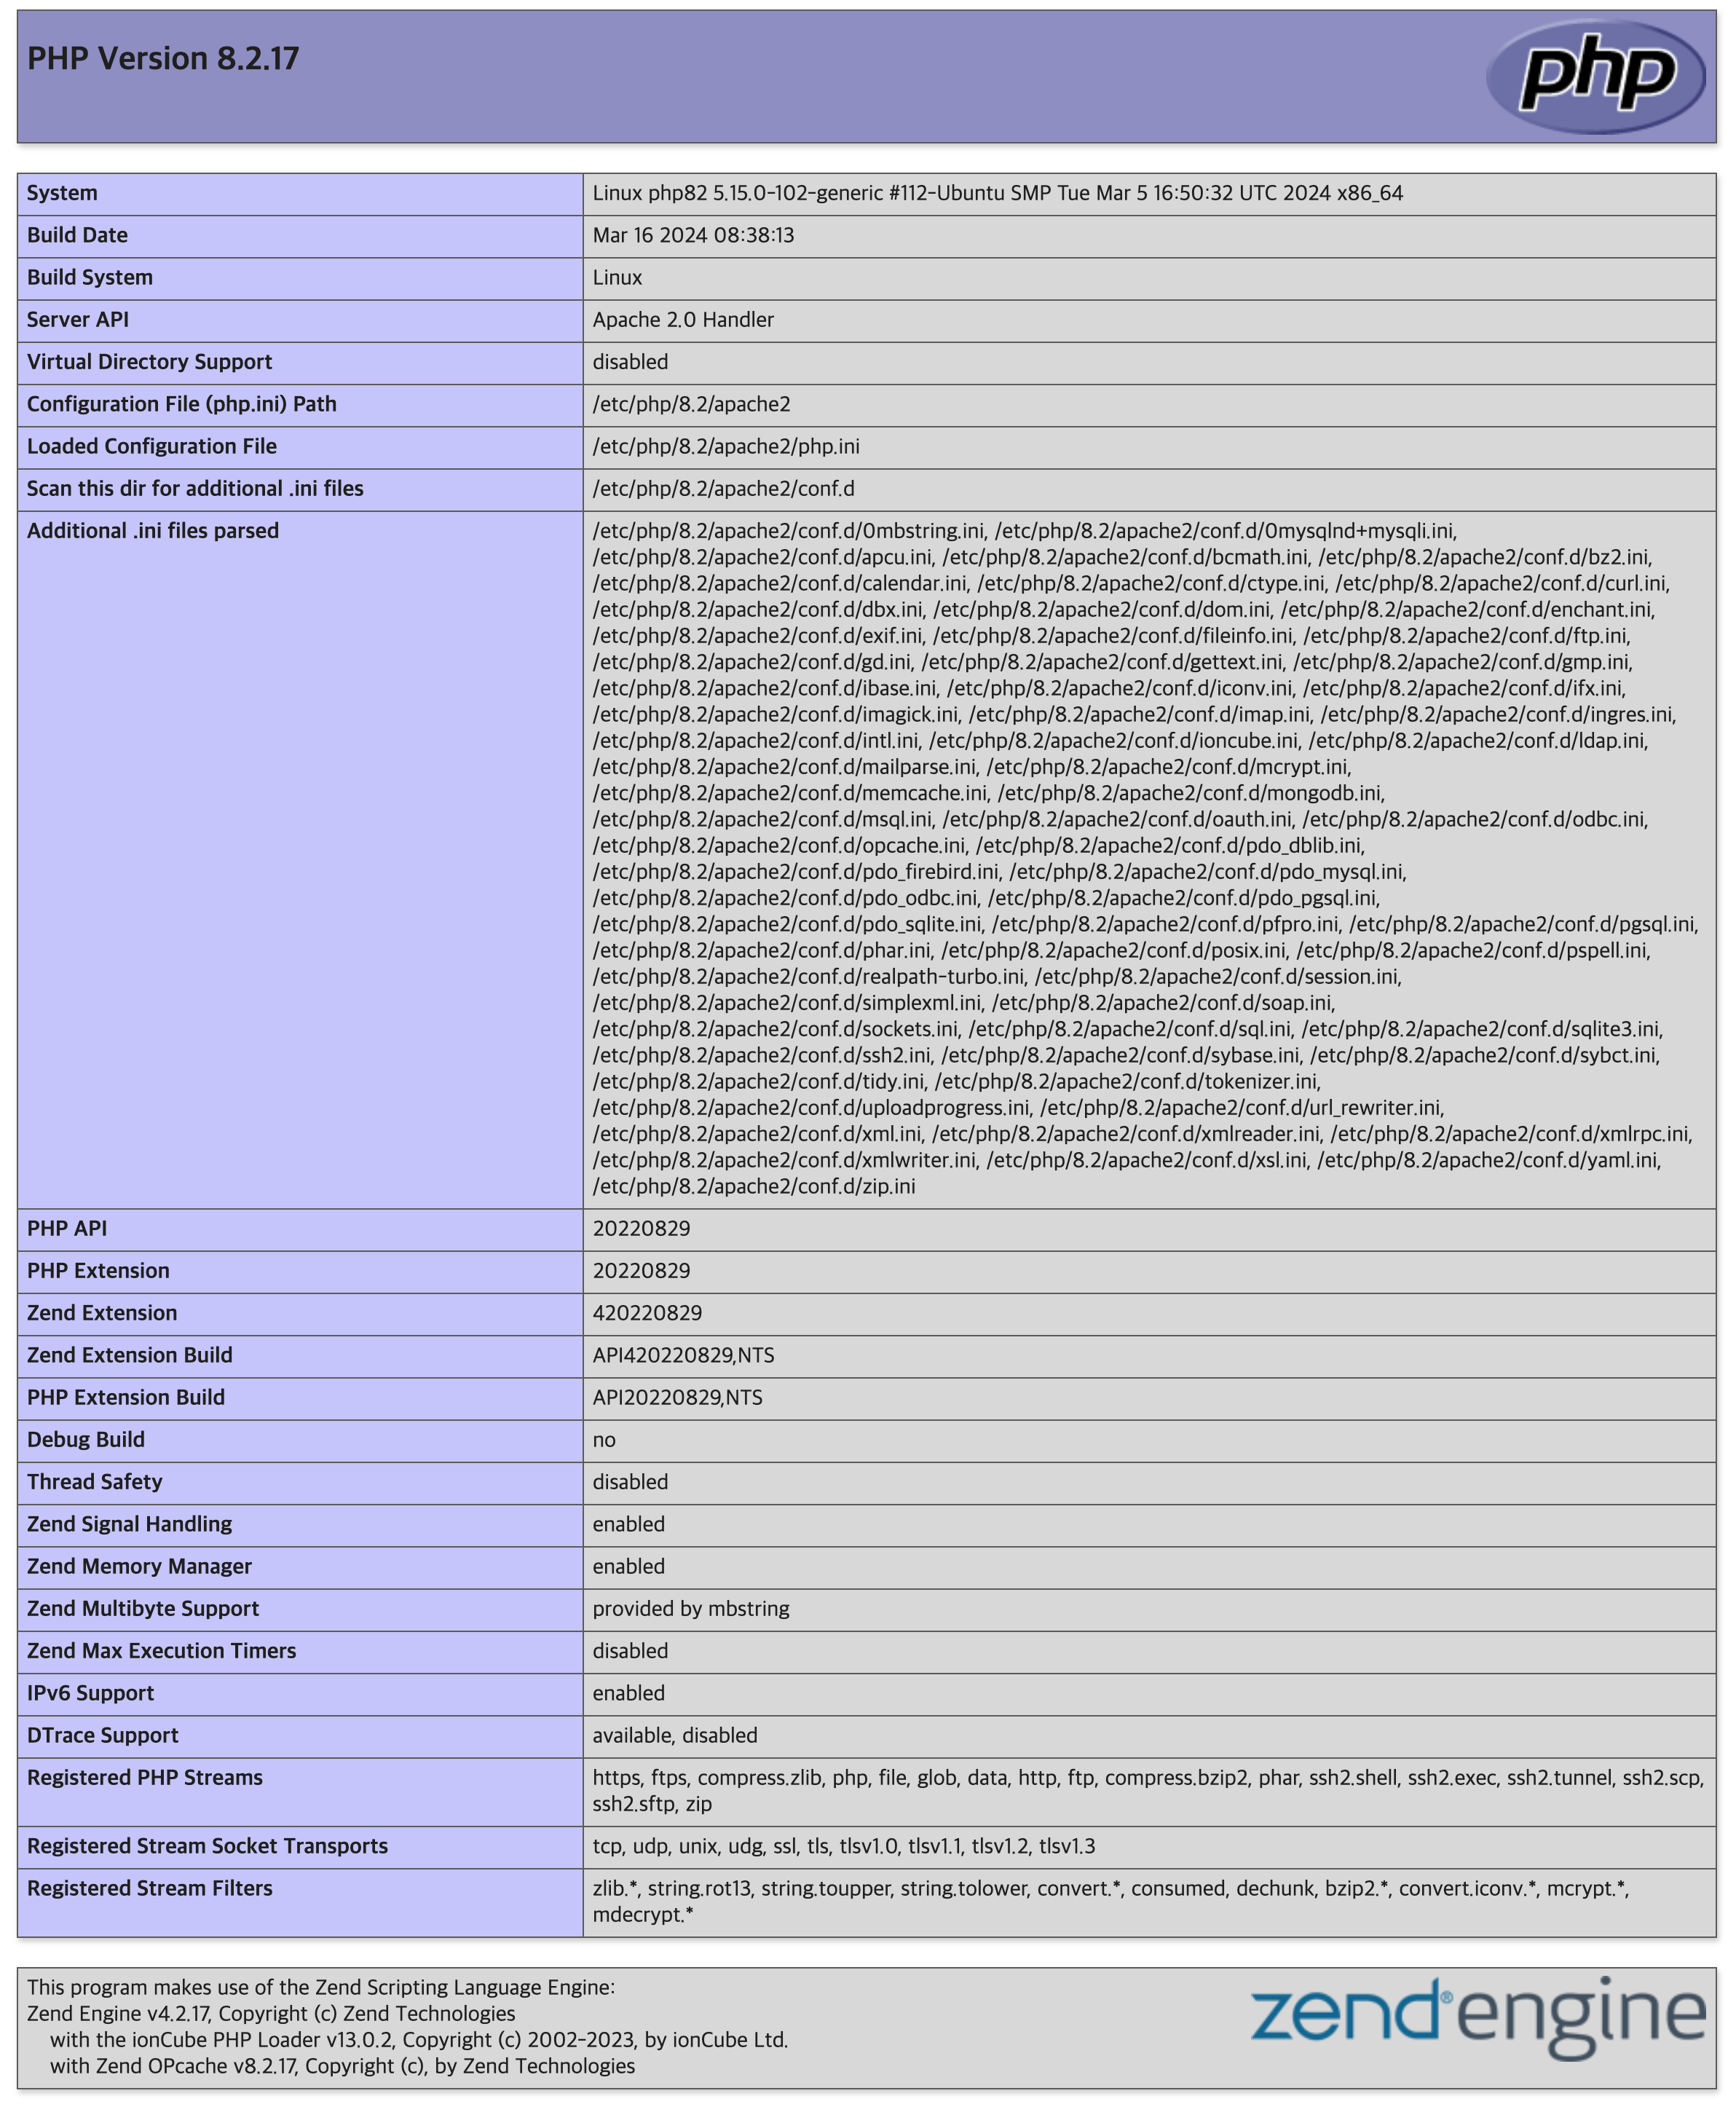 PHP Version 8.2.17
php
System Linux php82 5.15.0-102-generic #112-Ubuntu SMP Tue Mar 5 16:50:32 UTC 2024 x86_64
Build Date Mar 16 2024 08:38:13
Build System Linux
Server API Apache 2.0 Handler
Virtual Directory Support disabled
Configuration File (php.ini) Path /etc/php/8.2/apache2
Loaded Configuration File /etc/php/8.2/apache2/php.ini
Scan this dir for additional .ini files /etc/php/8.2/apache2/conf.d
Additional .ini files parsed /etc/php/8.2/apache2/conf.d/0mbstring.ini, /etc/php/8.2/apache2/conf.d/0mysqlnd+mysqli.ini,
/etc/php/8.2/apache2/conf.d/apcu.ini, /etc/php/8.2/apache2/conf.d/bcmath.ini, /etc/php/8.2/apache2/conf.d/bz2.ini,
/etc/php/8.2/apache2/conf.d/calendar.ini, /etc/php/8.2/apache2/conf.d/ctype.ini, /etc/php/8.2/apache2/conf.d/curl.ini,
/etc/php/8.2/apache2/conf.d/dbx.ini, /etc/php/8.2/apache2/conf.d/dom.ini, /etc/php/8.2/apache2/conf.d/enchant.ini,
/etc/php/8.2/apache2/conf.d/exif.ini, /etc/php/8.2/apache2/conf.d/fileinfo.ini, /etc/php/8.2/apache2/conf.d/ftp.ini,
/etc/php/8.2/apache2/conf.d/gd.ini, /etc/php/8.2/apache2/conf.d/gettext.ini, /etc/php/8.2/apache2/conf.d/gmp.ini,
/etc/php/8.2/apache2/conf.d/ibase.ini, /etc/php/8.2/apache2/conf.d/iconv.ini, /etc/php/8.2/apache2/conf.d/ifx.ini,
/etc/php/8.2/apache2/conf.d/imagick.ini, /etc/php/8.2/apache2/conf.d/imap.ini, /etc/php/8.2/apache2/conf.d/ingres.ini,
/etc/php/8.2/apache2/conf.d/intl.ini, /etc/php/8.2/apache2/conf.d/ioncube.ini, /etc/php/8.2/apache2/conf.d/ldap.ini,
/etc/php/8.2/apache2/conf.d/mailparse.ini, /etc/php/8.2/apache2/conf.d/mcrypt.ini,
/etc/php/8.2/apache2/conf.d/memcache.ini, /etc/php/8.2/apache2/conf.d/mongodb.ini,
/etc/php/8.2/apache2/conf.d/msql.ini, /etc/php/8.2/apache2/conf.d/oauth.ini, /etc/php/8.2/apache2/conf.d/odbc.ini,
/etc/php/8.2/apache2/conf.d/opcache.ini, /etc/php/8.2/apache2/conf.d/pdo_dblib.ini,
/etc/php/8.2/apache2/conf.d/pdo_firebird.ini, /etc/php/8.2/apache2/conf.d/pdo_mysql.ini,
/etc/php/8.2/apache2/conf.d/pdo_odbc.ini, /etc/php/8.2/apache2/conf.d/pdo_pgsql.ini,
/etc/php/8.2/apache2/conf.d/pdo_sqlite.ini, /etc/php/8.2/apache2/conf.d/pfpro.ini, /etc/php/8.2/apache2/conf.d/pgsql.ini,
/etc/php/8.2/apache2/conf.d/phar.ini, /etc/php/8.2/apache2/conf.d/posix.ini, /etc/php/8.2/apache2/conf.d/pspell.ini,
/etc/php/8.2/apache2/conf.d/realpath-turbo.ini, /etc/php/8.2/apache2/conf.d/session.ini,
/etc/php/8.2/apache2/conf.d/simplexml.ini, /etc/php/8.2/apache2/conf.d/soap.ini,
/etc/php/8.2/apache2/conf.d/sockets.ini, /etc/php/8.2/apache2/conf.d/sql.ini, /etc/php/8.2/apache2/conf.d/sqlite3.ini,
/etc/php/8.2/apache2/conf.d/ssh2.ini, /etc/php/8.2/apache2/conf.d/sybase.ini, /etc/php/8.2/apache2/conf.d/sybct.ini,
/etc/php/8.2/apache2/conf.d/tidy.ini, /etc/php/8.2/apache2/conf.d/tokenizer.ini,
/etc/php/8.2/apache2/conf.d/uploadprogress.ini, /etc/php/8.2/apache2/conf.d/url_rewriter.ini,
/etc/php/8.2/apache2/conf.d/xml.ini, /etc/php/8.2/apache2/conf.d/xmlreader.ini, /etc/php/8.2/apache2/conf.d/xmlrpc.ini,
/etc/php/8.2/apache2/conf.d/xmlwriter.ini, /etc/php/8.2/apache2/conf.d/xsl.ini, /etc/php/8.2/apache2/conf.d/yaml.ini,
/etc/php/8.2/apache2/conf.d/zip.ini
PHP API 20220829
PHP Extension 20220829
Zend Extension 420220829
Zend Extension Build API420220829,NTS
PHP Extension Build API20220829,NTS
Debug Build no
Thread Safety disabled
Zend Signal Handling enabled
Zend Memory Manager enabled
Zend Multibyte Support provided by mbstring
Zend Max Execution Timers disabled
IPv6 Support enabled
DTrace Support available, disabled
Registered PHP Streams https, ftps, compress.zlib, php, file, glob, data, http, ftp, compress.bzip2, phar, ssh2.shell, ssh2.exec, ssh2.tunnel, ssh2.scp,
ssh2.sftp, zip
Registered Stream Socket Transports tcp, udp, unix, udg, ssl, tls, tlsv1.0, tlsv1.1, tlsv1.2, tlsv1.3
Registered Stream Filters zlib.*, string.rot13, string.toupper, string.tolower, convert.*, consumed, dechunk, bzip2.*, convert.iconv.*, mcrypt.*,
mdecrypt.*
This program makes use of the Zend Scripting Language Engine:
Zend Engine v4.2.17, Copyright (c) Zend Technologies
with the ionCube PHP Loader v13.0.2, Copyright (c) 2002-2023, by ionCube Ltd.
with Zend OPcache v8.2.17, Copyright (c), by Zend Technologies
zend® engine